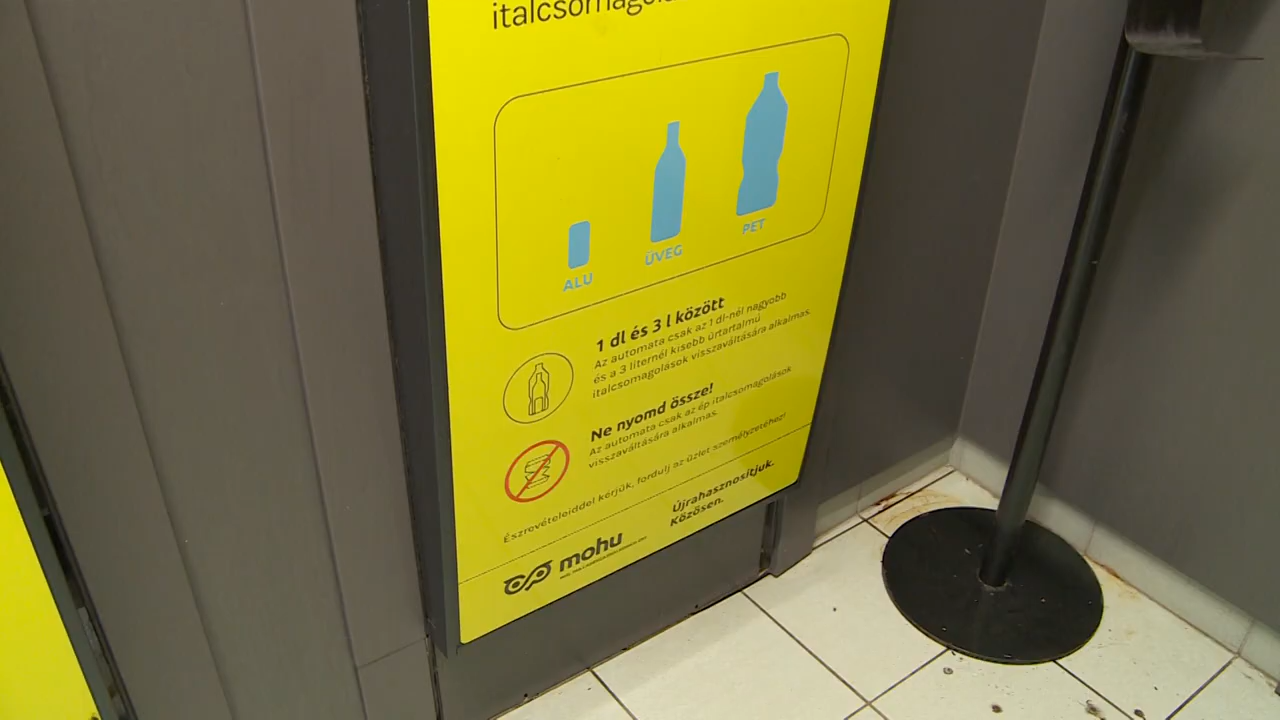 italcsomagolá
ALU
ÜVEG
PET
1 dl és 3 l között
Az automata csak az 1 dl-nél nagyobb
és a 3 liternél kisebb űrtartalmú
italcsomagolások visszaváltására alkalmas.
Ne nyomd össze!
Az automata csak az ép italcsomagolások
visszaváltására alkalmas.
Észrevételeiddel kérjük, fordulj az üzlet személyzetéhez!
Újrahasznosítjuk.
Közösen.
mohu